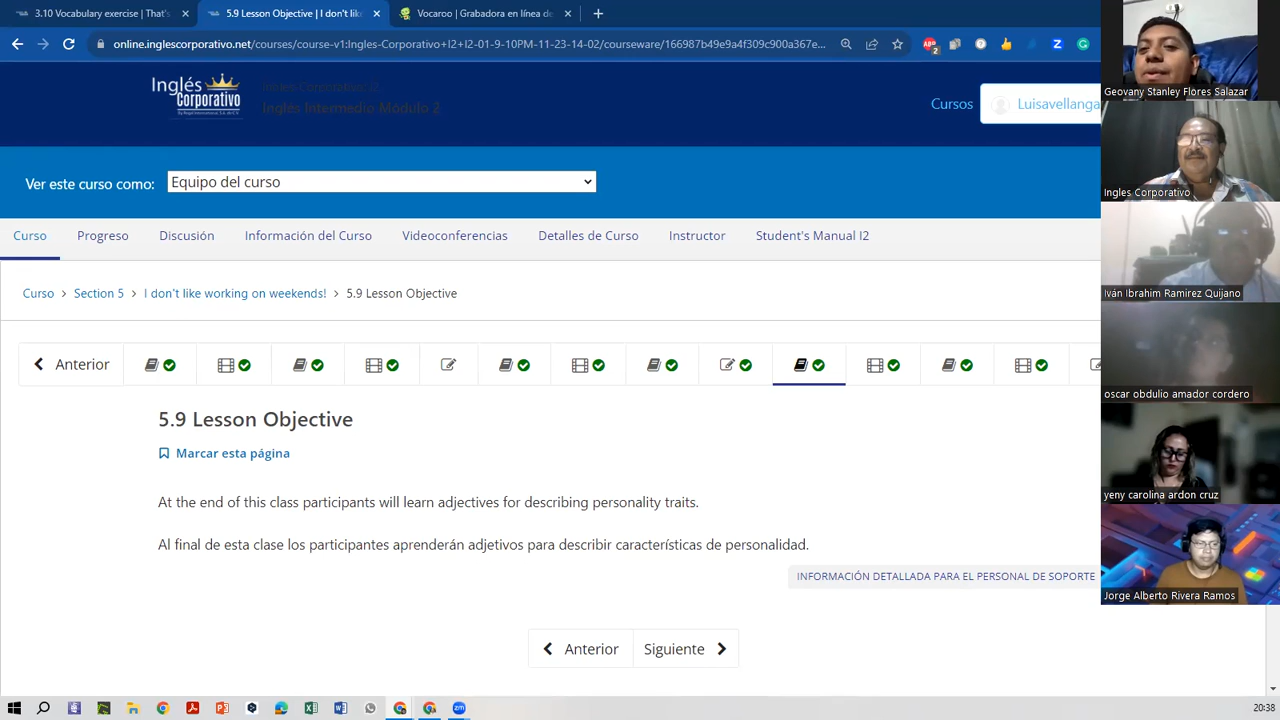 3.10 Vocabulary exercise | That's
5.9 Lesson Objective | I don't lik
Vocaroo | Grabadora en línea de
online.inglescorporativo.net/courses/course-v1:Ingles-Corporativo+I2+I2-01-9-10PM-11-23-14-02/courseware/166987b49e9a4f309c900a367e...
Inglés
Corporativo
Inglés Intermedio Módulo 2
Cursos
Luisavellanga
Ver este curso como:
Equipo del curso
Curso
Progreso
Discusión
Información del Curso
Videoconferencias
Detalles de Curso
Instructor
Student's Manual I2
Curso > Section 5 > I don't like working on weekends! > 5.9 Lesson Objective
Anterior
5.9 Lesson Objective
Marcar esta página
At the end of this class participants will learn adjectives for describing personality traits.
Al final de esta clase los participantes aprenderán adjetivos para describir características de personalidad.
INFORMACIÓN DETALLADA PARA EL PERSONAL DE SOPORTE
Anterior
Siguiente
Geovany Stanley Flores Salazar
Ingles Corporativo
Iván Ibrahim Ramirez Quijano
oscar obdulio amador cordero
yeny carolina ardon cruz
Jorge Alberto Rivera Ramos
20:38